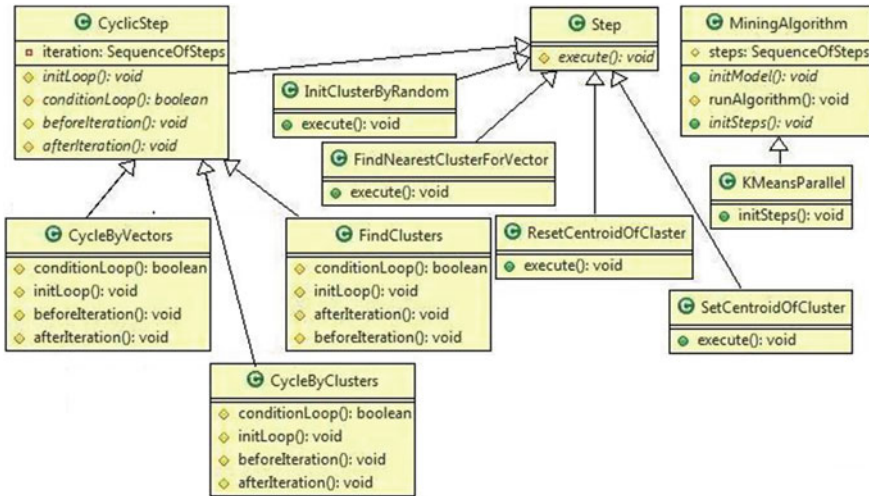 CyclicStep
iteration: SequenceOfSteps
initLoop(): void
conditionLoop(): boolean
beforeIteration(): void
afterIteration(): void
Step
execute(): void
MiningAlgorithm
steps: SequenceOfSteps
initModel(): void
runAlgorithm(): void
initSteps(): void
InitClusterByRandom
execute(): void
FindNearestClusterForVector
execute(): void
KMeansParallel
initSteps(): void
CycleByVectors
conditionLoop(): boolean
initLoop(): void
beforeIteration(): void
afterIteration(): void
FindClusters
conditionLoop(): boolean
initLoop(): void
afterIteration(): void
beforeIteration(): void
ResetCentroidOfClaster
execute(): void
SetCentroidOfCluster
execute(): void
CycleByClusters
conditionLoop(): boolean
initLoop(): void
beforeIteration(): void
afterIteration(): void